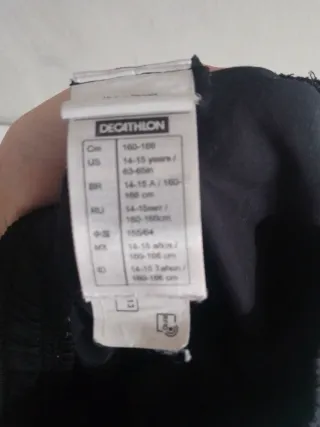 DECATHLON
Cm 160-166
US 14-15 years /
63-65in
BR 14-15 A / 160-
166 cm
RU 14-15лет /
160-166cm
中国 155/64
MX 14-15 años /
160-166 cm
ID 14-15 Tahun /
160-166 cm